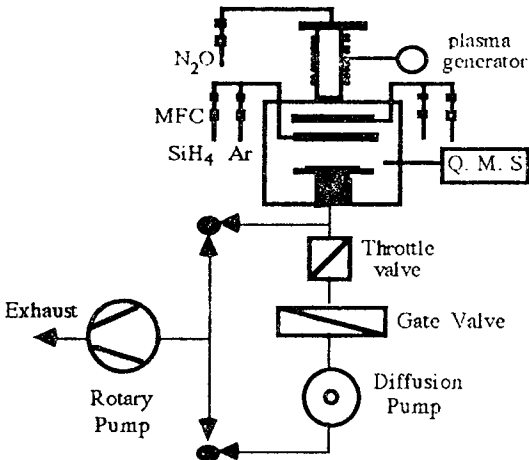 plasma
generator
N₂O
MFC
SiH₄ Ar
Q. M. S
Throttle
valve
Exhaust
Gate Valve
Rotary
Pump
Diffusion
Pump